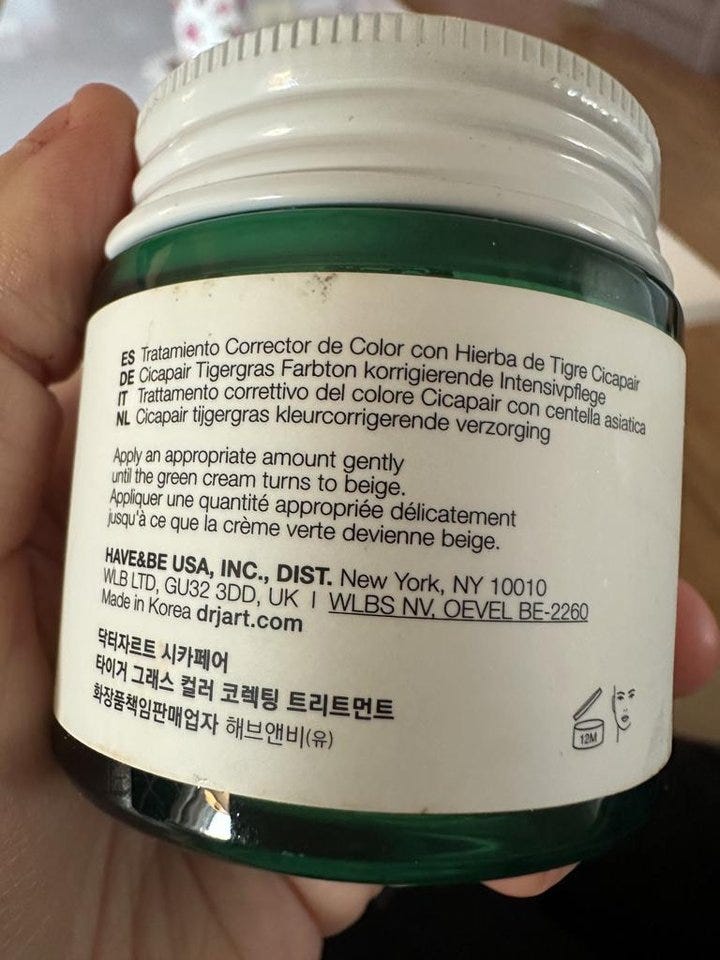 ES Tratamiento Corrector de Color con Hierba de Tigre Cicapair
DE Cicapair Tigergras Farbton korrigierende Intensivpflege
IT Trattamento correttivo del colore Cicapair con centella asiatica
NL Cicapair tijgergras kleurcorrigerende verzorging
Apply an appropriate amount gently
until the green cream turns to beige.
Appliquer une quantité appropriée délicatement
jusqu'à ce que la crème verte devienne beige.
HAVE&BE USA, INC., DIST. New York, NY 10010
WLB LTD, GU32 3DD, UK | WLBS NV, OEVEL BE-2260
Made in Korea drjart.com
닥터자르트 시카페어
타이거 그래스 컬러 코렉팅 트리트먼트
화장품책임판매업자 해브앤비(유)
12M